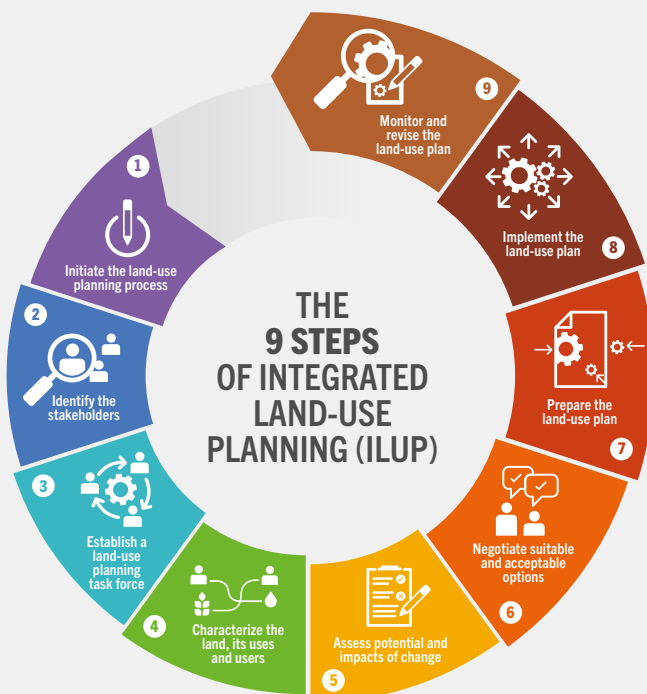 THE
9 STEPS
OF INTEGRATED
LAND-USE
PLANNING (ILUP)
1
Initiate the land-use
planning process
2
Identify the
stakeholders
3
Establish a
land-use
planning
task force
4
Characterize the
land, its uses
and users
5
Assess potential and
impacts of change
6
Negotiate suitable
and acceptable
options
7
Prepare the
land-use plan
8
Implement the
land-use plan
9
Monitor and
revise the
land-use plan